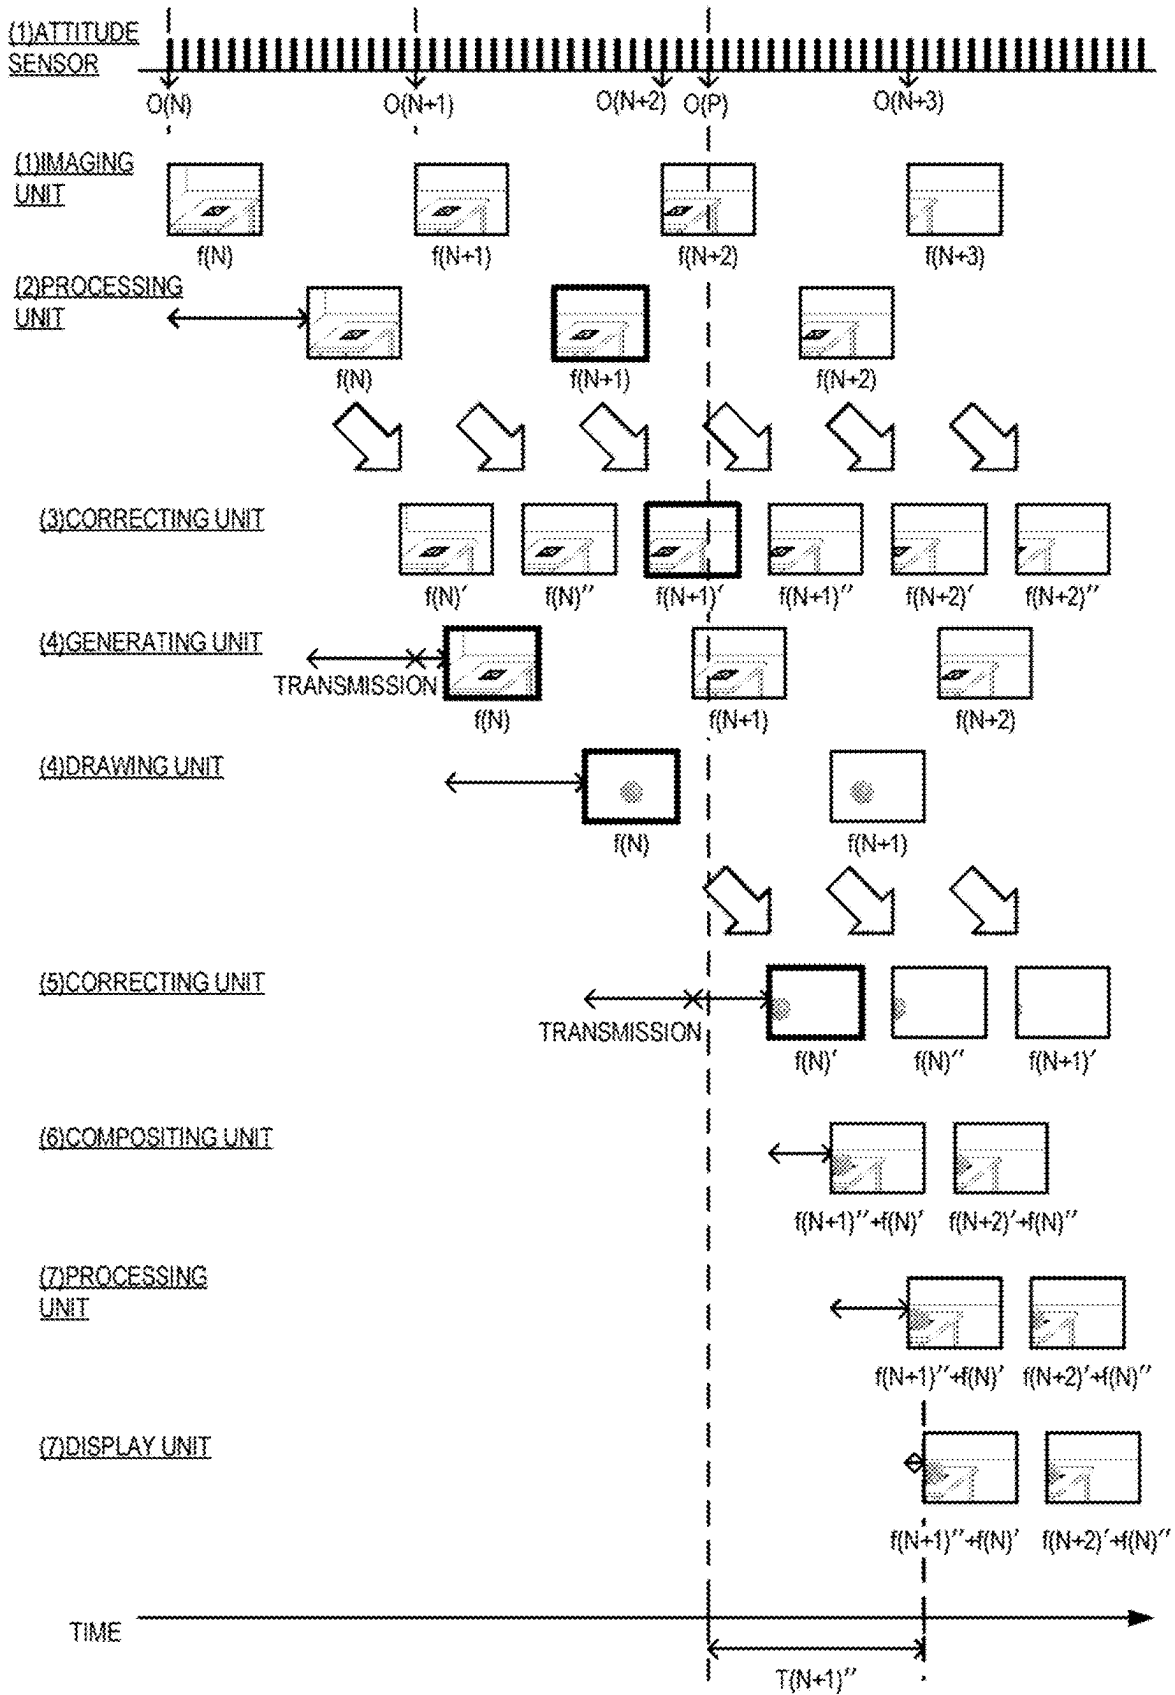 (1)ATTITUDE
SENSOR
O(N) O(N+1) O(N+2) O(P) O(N+3)
(1)IMAGING
UNIT
f(N) f(N+1) f(N+2) f(N+3)
(2)PROCESSING
UNIT
f(N) f(N+1) f(N+2)
(3)CORRECTING UNIT
f(N)′ f(N)″ f(N+1)′ f(N+1)″ f(N+2)′ f(N+2)″
(4)GENERATING UNIT
TRANSMISSION
f(N) f(N+1) f(N+2)
(4)DRAWING UNIT
f(N) f(N+1)
(5)CORRECTING UNIT
TRANSMISSION
f(N)′ f(N)″ f(N+1)′
(6)COMPOSITING UNIT
f(N+1)″+f(N)′ f(N+2)′+f(N)″
(7)PROCESSING
UNIT
f(N+1)″+f(N)′ f(N+2)′+f(N)″
(7)DISPLAY UNIT
f(N+1)″+f(N)′ f(N+2)′+f(N)″
TIME
T(N+1)″